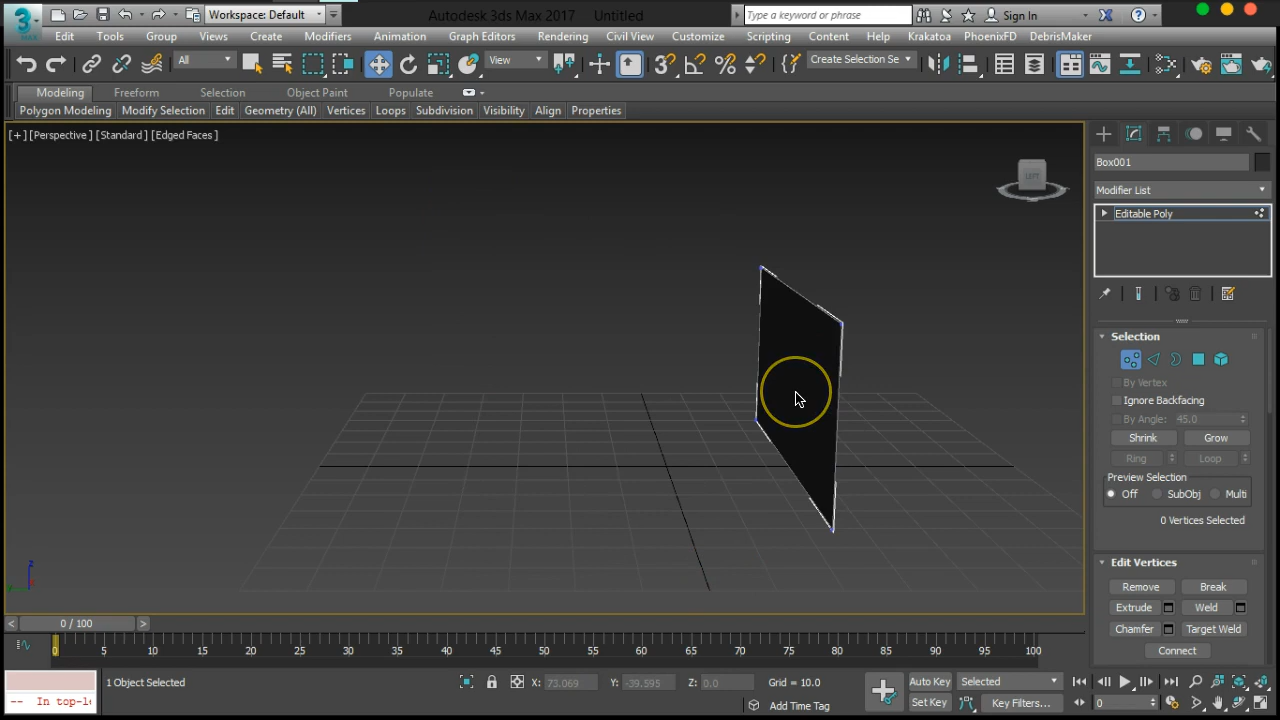 Workspace: Default
Autodesk 3ds Max 2017 Untitled
Type a keyword or phrase
Sign In
MAX
Edit Tools Group Views Create Modifiers Animation Graph Editors Rendering Civil View Customize Scripting Content Help Krakatoa PhoenixFD DebrisMaker
All
View
Create Selection Se
Modeling Freeform Selection Object Paint Populate
Polygon Modeling Modify Selection Edit Geometry (All) Vertices Loops Subdivision Visibility Align Properties
[+] [Perspective ] [Standard ] [Edged Faces ]
LEFT
Box001
Modifier List
Editable Poly
Selection
By Vertex
Ignore Backfacing
By Angle: 45.0
Shrink Grow
Ring Loop
Preview Selection
Off SubObj Multi
0 Vertices Selected
Edit Vertices
Remove Break
Extrude Weld
Chamfer Target Weld
Connect
z
0 / 100
0 5 10 15 20 25 30 35 40 45 50 55 60 65 70 75 80 85 90 95 100
1 Object Selected
X: 73.069 Y: -39.595 Z: 0.0 Grid = 10.0
Auto Key Selected
-- In top-le
Add Time Tag
Set Key Key Filters... 0